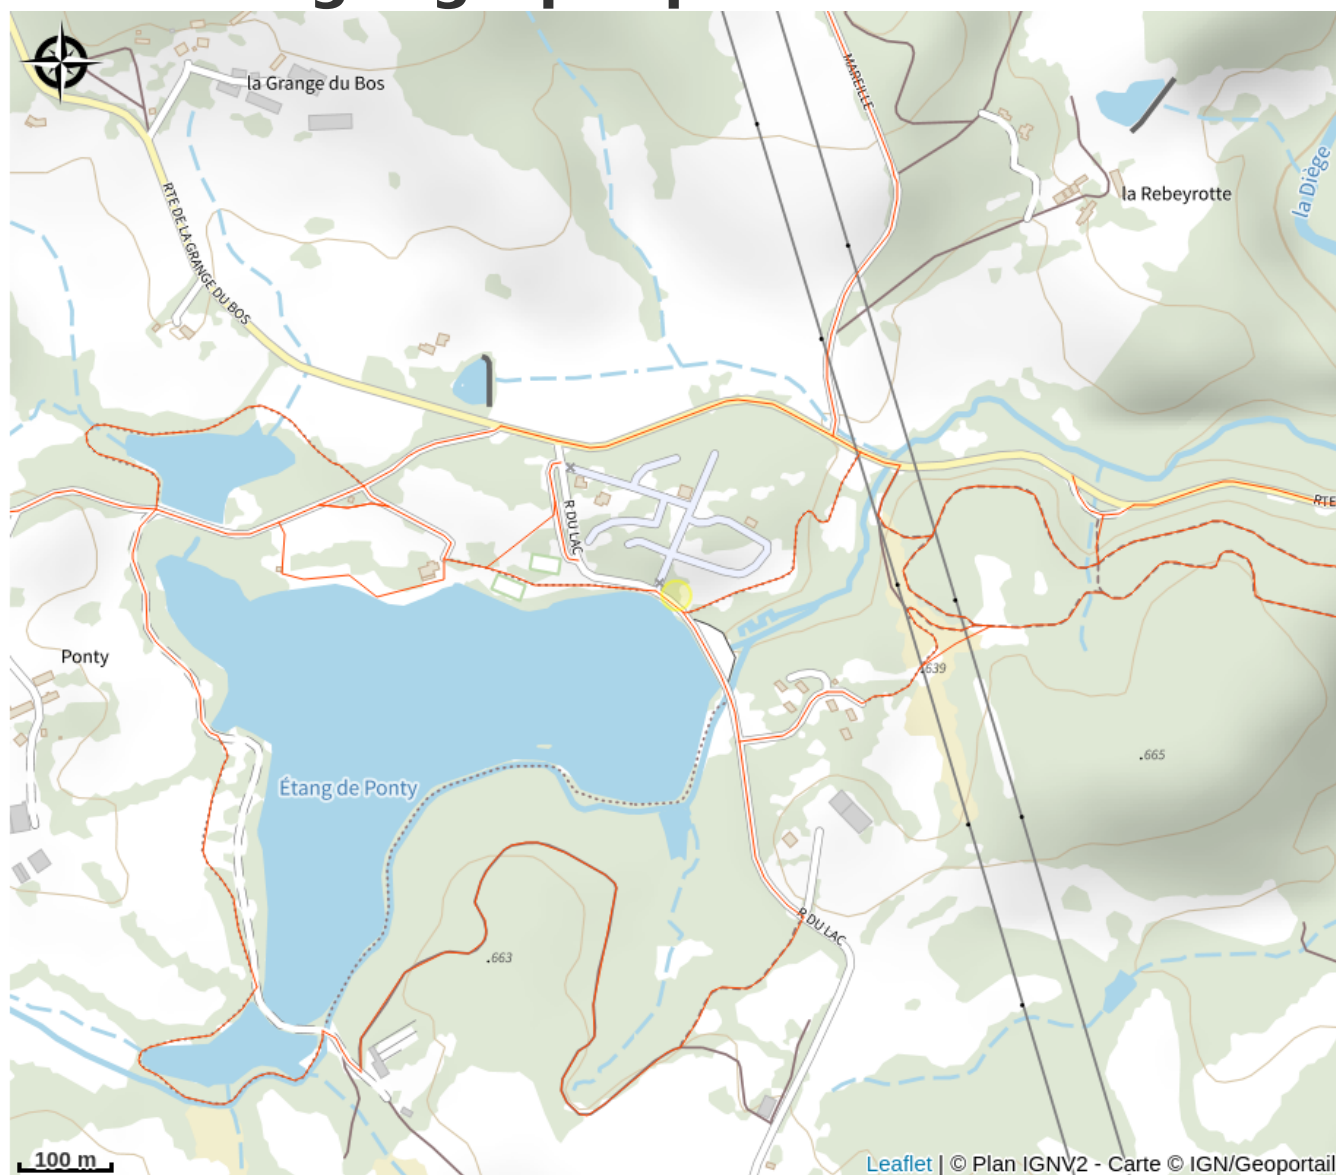 la Grange du Bos
MAREILLE
la Diège
la Rebeyrotte
RTE DE LA GRANGE DU BOS
RTE
R DU LAC
Ponty
639
665
Étang de Ponty
R DU LAC
663
100 m
Leaflet | © Plan IGNV2 - Carte © IGN/Geoportail